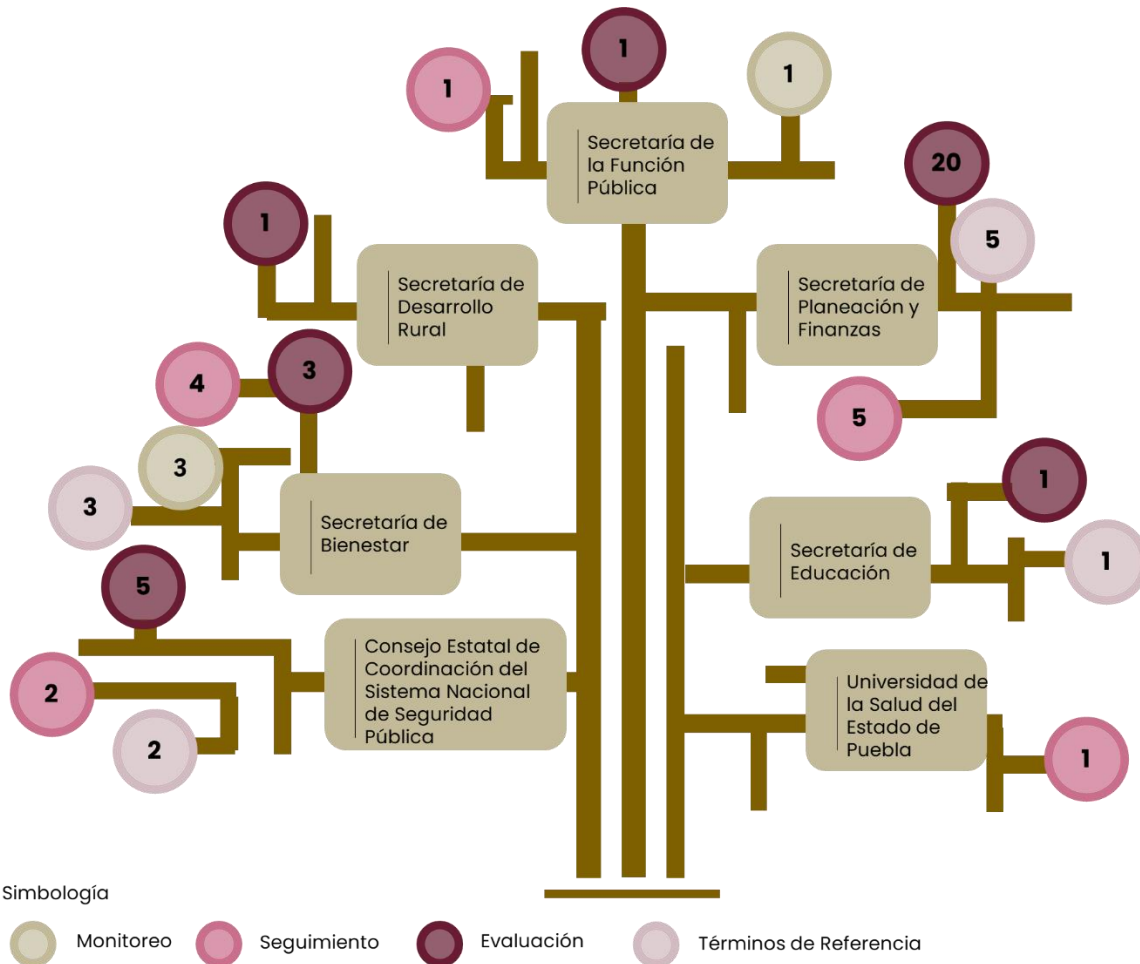 1
1
1
Secretaría de
la Función
Pública
20
5
1
Secretaría de
Desarrollo
Rural
Secretaría de
Planeación y
Finanzas
5
4
3
3
3
Secretaría de
Bienestar
1
1
Secretaría de
Educación
5
2
2
Consejo Estatal de
Coordinación del
Sistema Nacional
de Seguridad
Pública
Universidad de
la Salud del
Estado de
Puebla
1
Simbología
Monitoreo
Seguimiento
Evaluación
Términos de Referencia